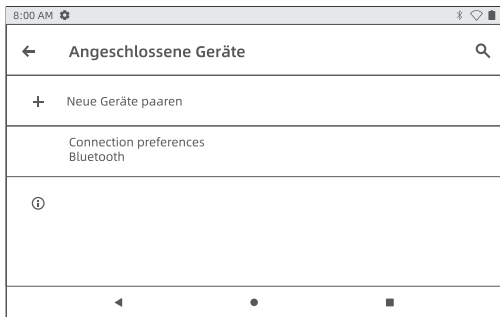 8:00 AM
Angeschlossene Geräte
Neue Geräte paaren
Connection preferences
Bluetooth